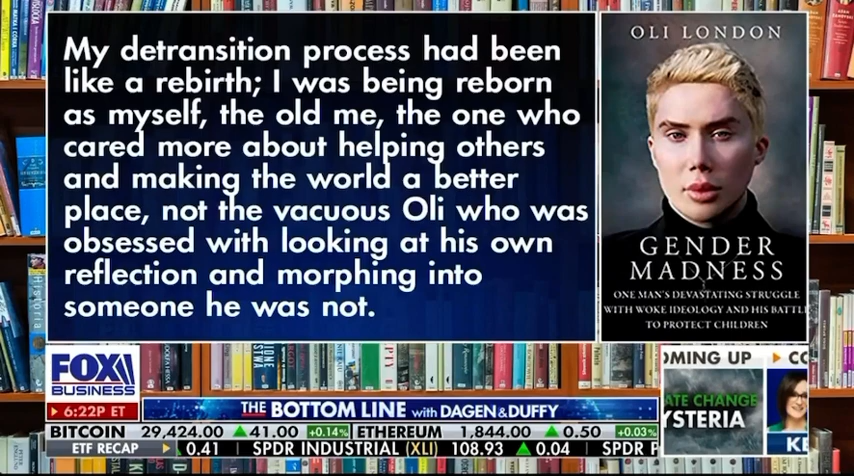 My detransition process had been
like a rebirth; I was being reborn
as myself, the old me, the one who
cared more about helping others
and making the world a better
place, not the vacuous Oli who was
obsessed with looking at his own
reflection and morphing into
someone he was not.
OLI LONDON
GENDER
MADNESS
ONE MAN'S DEVASTATING STRUGGLE
WITH WOKE IDEOLOGY AND HIS BATTL
TO PROTECT CHILDREN
Historia
FOX
BUSINESS
6:22P ET
THE BOTTOM LINE with DAGEN & DUFFY
OMING UP ▶ CO
ATE CHANGE
YSTERIA
KE
BITCOIN 29,424.00 ▲41.00 +0.14% ETHEREUM 1,844.00 ▲0.50 +0.03%
ETF RECAP 0.41 SPDR INDUSTRIAL (XLI) 108.93 ▲0.04 SPDR P